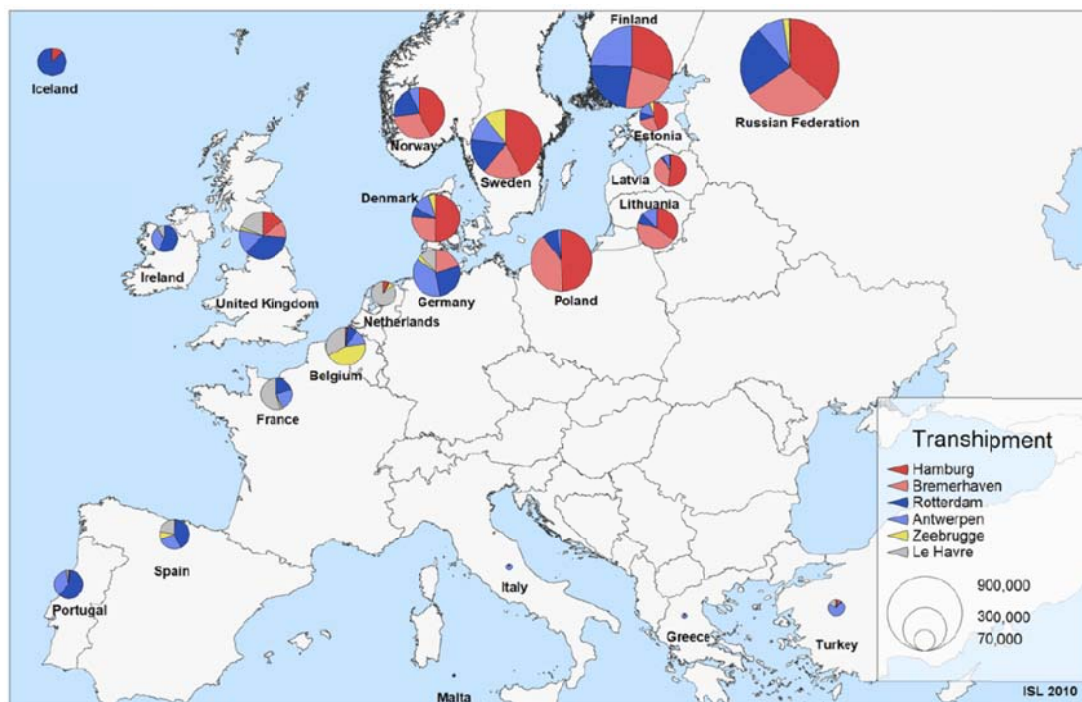 Finland
Iceland
Russian Federation
Estonia
Norway
Sweden
Latvia
Denmark
Lithuania
Ireland
United Kingdom
Germany
Poland
Netherlands
Belgium
France
Spain
Portugal
Italy
Greece
Turkey
Malta
Transhipment
Hamburg
Bremerhaven
Rotterdam
Antwerpen
Zeebrugge
Le Havre
900,000
300,000
70,000
ISL 2010